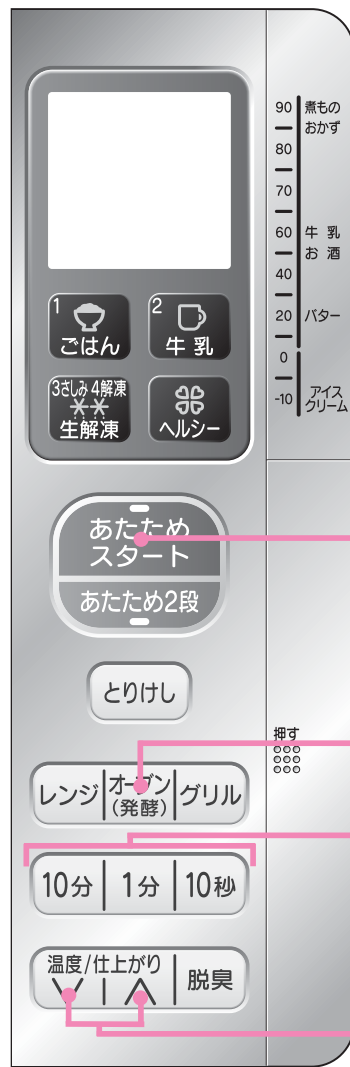 1 ごはん
2 牛乳
3さしみ 4解凍
生解凍
ヘルシー
90 煮もの
おかず
80
70
60 牛乳
お酒
40
20 バター
0
-10 アイス
クリーム
あたため
スタート
あたため2段
とりけし
押す
レンジ オーブン グリル
(発酵)
10分 1分 10秒
温度/仕上がり 脱臭